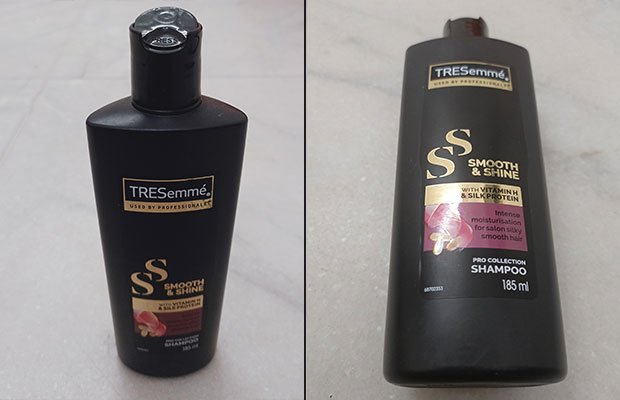 TRESemmé
USED BY PROFESSIONALS
SS
SMOOTH
& SHINE
WITH VITAMIN H
& SILK PROTEIN
PRO COLLECTION
SHAMPOO
185 ml
TRESemmé
USED BY PROFESSIONALS
SS
SMOOTH
& SHINE
WITH VITAMIN H
& SILK PROTEIN
Intense
moisturisation
for salon silky
smooth hair
PRO COLLECTION
SHAMPOO
68702353
185 ml